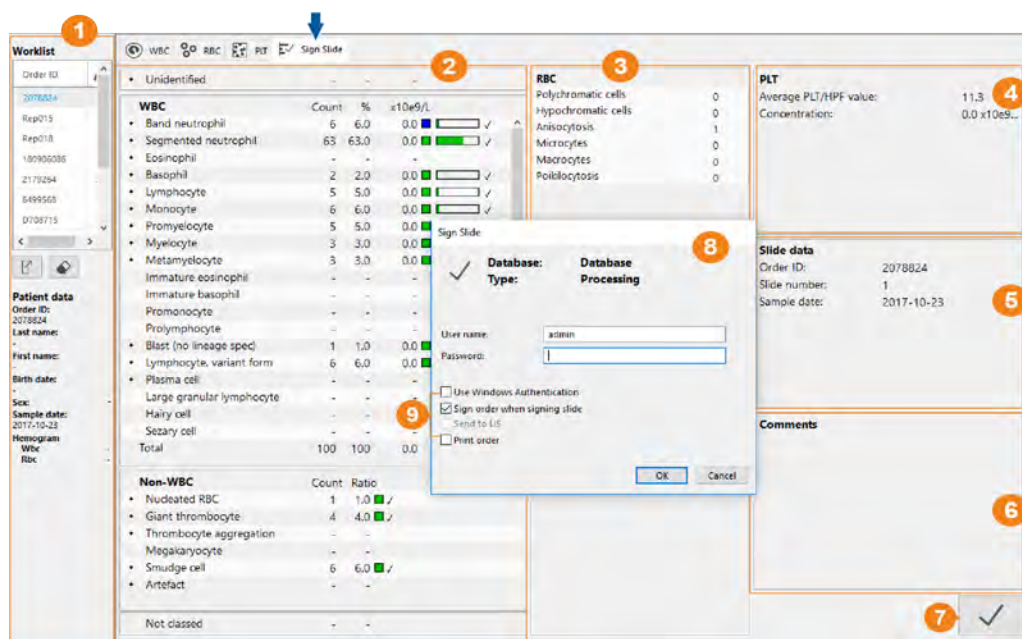 1
Worklist
Order ID
2078824
Rep015
Rep018
180906086
2179264
6499565
D708715
Patient data
Order ID:
2078824
Last name:
-
First name:
-
Birth date:
-
Sex: -
Sample date:
2017-10-23
Hemogram
Wbc -
Rbc -
WBC RBC PLT Sign Slide
2
Unidentified - - -
WBC Count % x10e9/L
Band neutrophil 6 6.0 0.0
Segmented neutrophil 63 63.0 0.0
Eosinophil - - -
Basophil 2 2.0 0.0
Lymphocyte 5 5.0 0.0
Monocyte 6 6.0 0.0
Promyelocyte 5 5.0 0.0
Myelocyte 3 3.0 0.0
Metamyelocyte 3 3.0 0.0
Immature eosinophil - - -
Immature basophil - - -
Promonocyte - - -
Prolymphocyte - - -
Blast (no lineage spec) 1 1.0 0.0
Lymphocyte, variant form 6 6.0 0.0
Plasma cell - - -
Large granular lymphocyte - - -
Hairy cell - - -
Sezary cell - - -
Total 100 100 0.0
Non-WBC Count Ratio
Nucleated RBC 1 1.0
Giant thrombocyte 4 4.0
Thrombocyte aggregation - -
Megakaryocyte - -
Smudge cell 6 6.0
Artefact - -
Not classed - -
3
RBC
Polychromatic cells 0
Hypochromatic cells 0
Anisocytosis 1
Microcytes 0
Macrocytes 0
Poikilocytosis 0
PLT
Average PLT/HPF value: 11.3
Concentration: 0.0 x10e9...
4
Slide data
Order ID: 2078824
Slide number: 1
Sample date: 2017-10-23
5
Comments
6
7
Sign Slide
8
Database: Database
Type: Processing
User name: admin
Password:
9
Use Windows Authentication
Sign order when signing slide
Send to LIS
Print order
OK Cancel